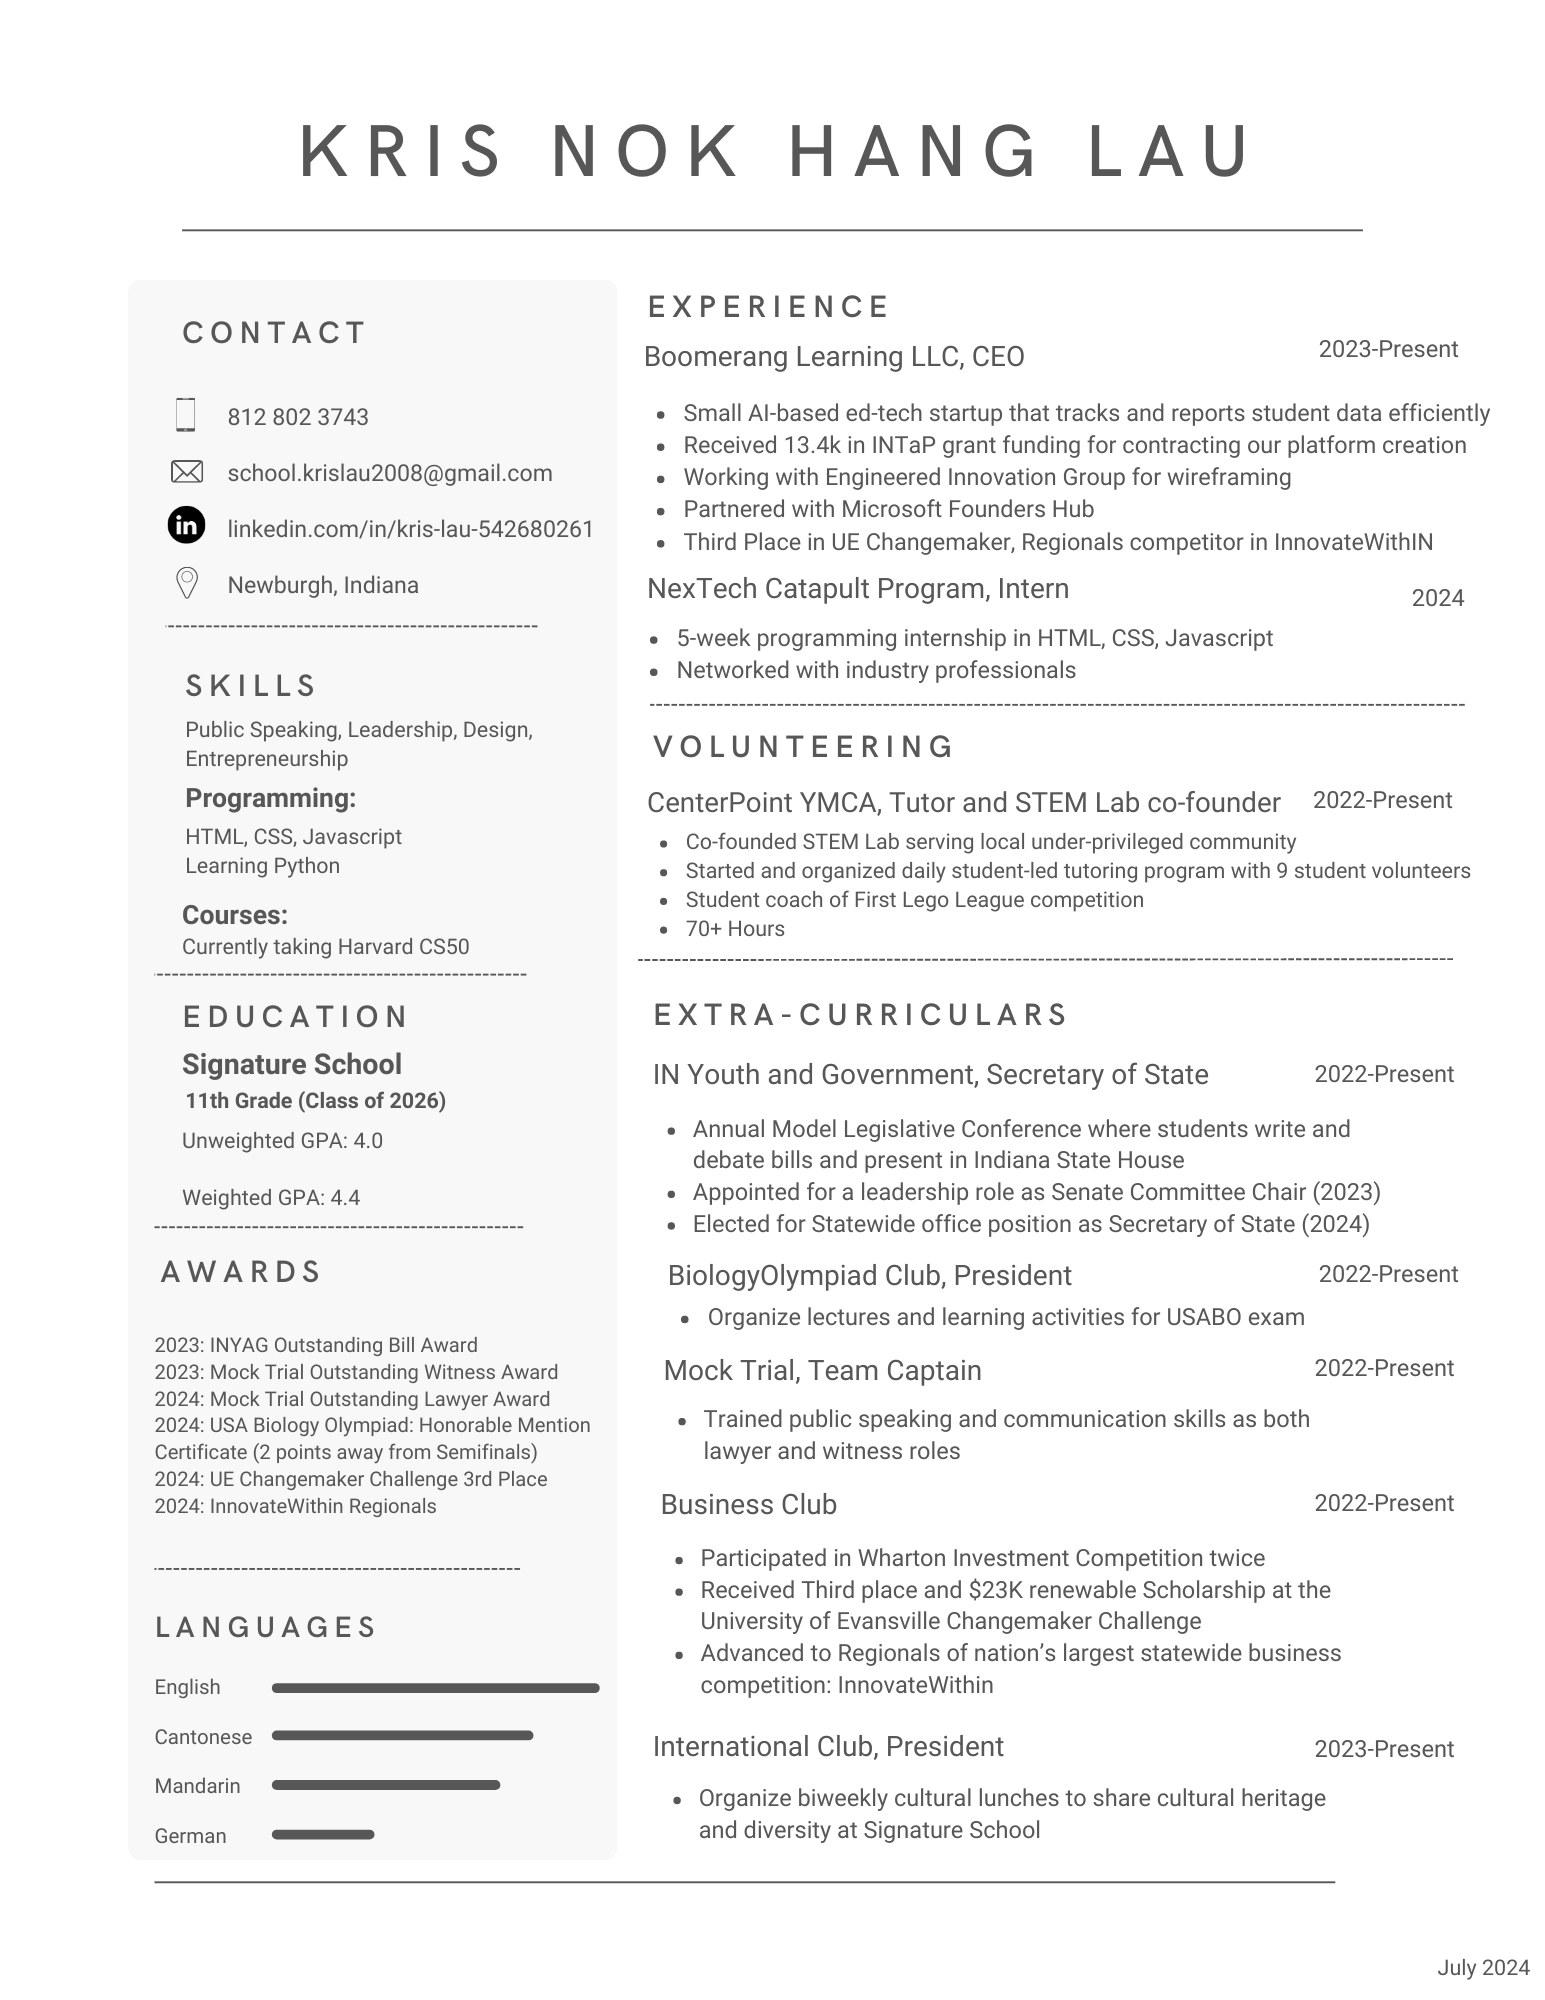 KRIS NOK HANG LAU
CONTACT
812 802 3743
school.krislau2008@gmail.com
in
linkedin.com/in/kris-lau-542680261
Newburgh, Indiana
SKILLS
Public Speaking, Leadership, Design,
Entrepreneurship
Programming:
HTML, CSS, Javascript
Learning Python
Courses:
Currently taking Harvard CS50
EDUCATION
Signature School
11th Grade (Class of 2026)
Unweighted GPA: 4.0
Weighted GPA: 4.4
AWARDS
2023: INYAG Outstanding Bill Award
2023: Mock Trial Outstanding Witness Award
2024: Mock Trial Outstanding Lawyer Award
2024: USA Biology Olympiad: Honorable Mention
Certificate (2 points away from Semifinals)
2024: UE Changemaker Challenge 3rd Place
2024: InnovateWithin Regionals
LANGUAGES
English
Cantonese
Mandarin
German
EXPERIENCE
Boomerang Learning LLC, CEO 2023-Present
• Small AI-based ed-tech startup that tracks and reports student data efficiently
• Received 13.4k in INTaP grant funding for contracting our platform creation
• Working with Engineered Innovation Group for wireframing
• Partnered with Microsoft Founders Hub
• Third Place in UE Changemaker, Regionals competitor in InnovateWithIN
NexTech Catapult Program, Intern 2024
• 5-week programming internship in HTML, CSS, Javascript
• Networked with industry professionals
VOLUNTEERING
CenterPoint YMCA, Tutor and STEM Lab co-founder 2022-Present
• Co-founded STEM Lab serving local under-privileged community
• Started and organized daily student-led tutoring program with 9 student volunteers
• Student coach of First Lego League competition
• 70+ Hours
EXTRA-CURRICULARS
IN Youth and Government, Secretary of State 2022-Present
• Annual Model Legislative Conference where students write and
debate bills and present in Indiana State House
• Appointed for a leadership role as Senate Committee Chair (2023)
• Elected for Statewide office position as Secretary of State (2024)
BiologyOlympiad Club, President 2022-Present
• Organize lectures and learning activities for USABO exam
Mock Trial, Team Captain 2022-Present
• Trained public speaking and communication skills as both
lawyer and witness roles
Business Club 2022-Present
• Participated in Wharton Investment Competition twice
• Received Third place and $23K renewable Scholarship at the
University of Evansville Changemaker Challenge
• Advanced to Regionals of nation’s largest statewide business
competition: InnovateWithin
International Club, President 2023-Present
• Organize biweekly cultural lunches to share cultural heritage
and diversity at Signature School
July 2024